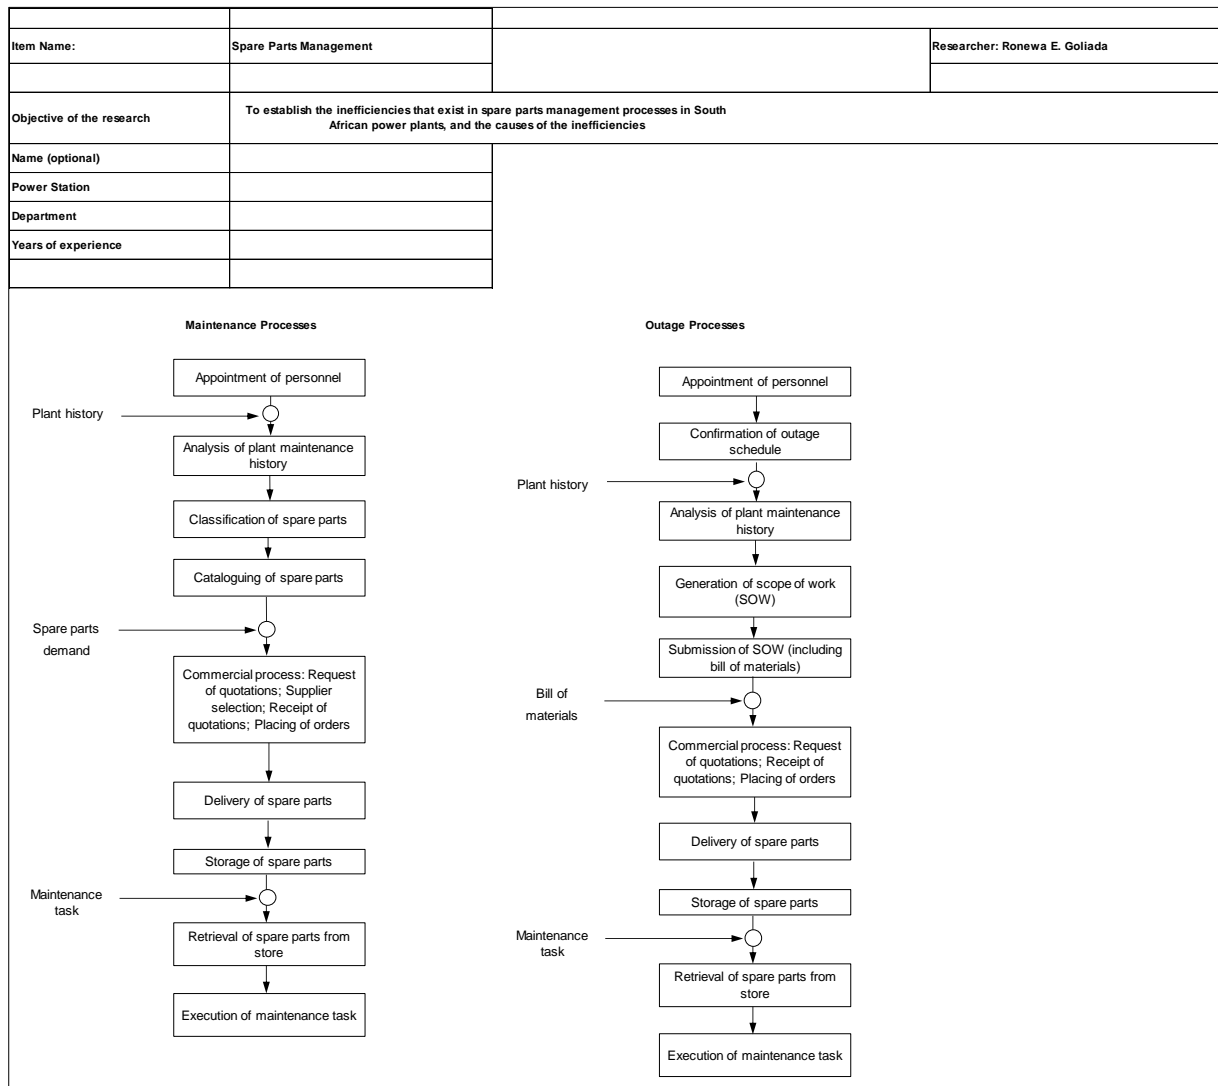 Item Name:
Spare Parts Management
Researcher: Ronewa E. Goliada
Objective of the research
To establish the inefficiencies that exist in spare parts management processes in South
African power plants, and the causes of the inefficiencies
Name (optional)
Power Station
Department
Years of experience
Maintenance Processes
Appointment of personnel
Plant history
Analysis of plant maintenance
history
Classification of spare parts
Cataloguing of spare parts
Spare parts
demand
Commercial process: Request
of quotations; Supplier
selection; Receipt of
quotations; Placing of orders
Delivery of spare parts
Storage of spare parts
Maintenance
task
Retrieval of spare parts from
store
Execution of maintenance task
Outage Processes
Appointment of personnel
Confirmation of outage
schedule
Plant history
Analysis of plant maintenance
history
Generation of scope of work
(SOW)
Submission of SOW (including
bill of materials)
Bill of
materials
Commercial process: Request
of quotations; Receipt of
quotations; Placing of orders
Delivery of spare parts
Storage of spare parts
Maintenance
task
Retrieval of spare parts from
store
Execution of maintenance task